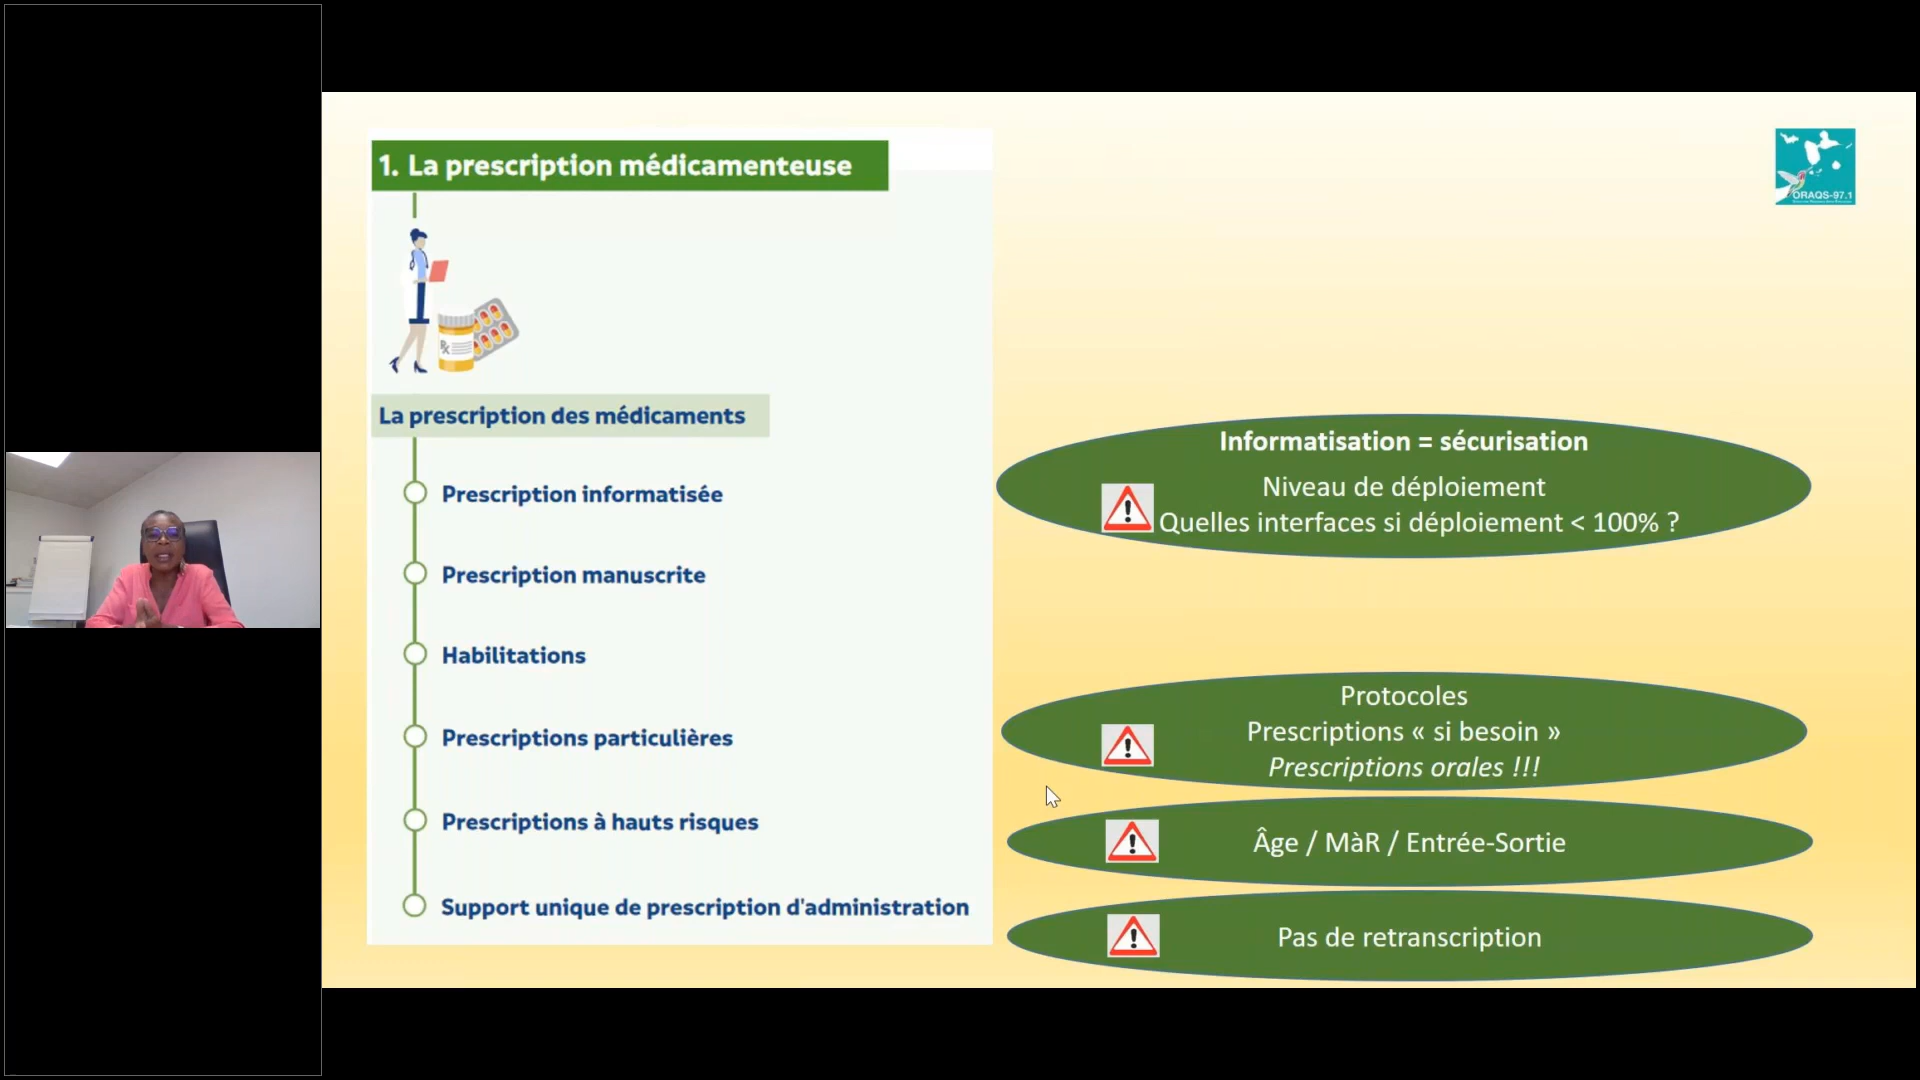 1. La prescription médicamenteuse
ORAQS-97.1
Rx
La prescription des médicaments
Prescription informatisée
Prescription manuscrite
Habilitations
Prescriptions particulières
Prescriptions à hauts risques
Support unique de prescription d'administration
Informatisation = sécurisation
Niveau de déploiement
Quelles interfaces si déploiement < 100% ?
Protocoles
Prescriptions « si besoin »
Prescriptions orales !!!
Âge / MàR / Entrée-Sortie
Pas de retranscription